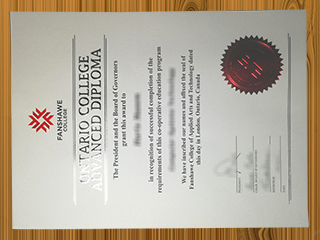 FANSHAWE
COLLEGE
ONTARIO COLLEGE
ADVANCED DIPLOMA
The President and the Board of Governors
grant this award to
in recognition of successful completion of the
requirements of this co-operative education program
We have inscribed our names and affixed the seal of
Fanshawe College of Applied Arts and Technology dated
this day in London, Ontario, Canada